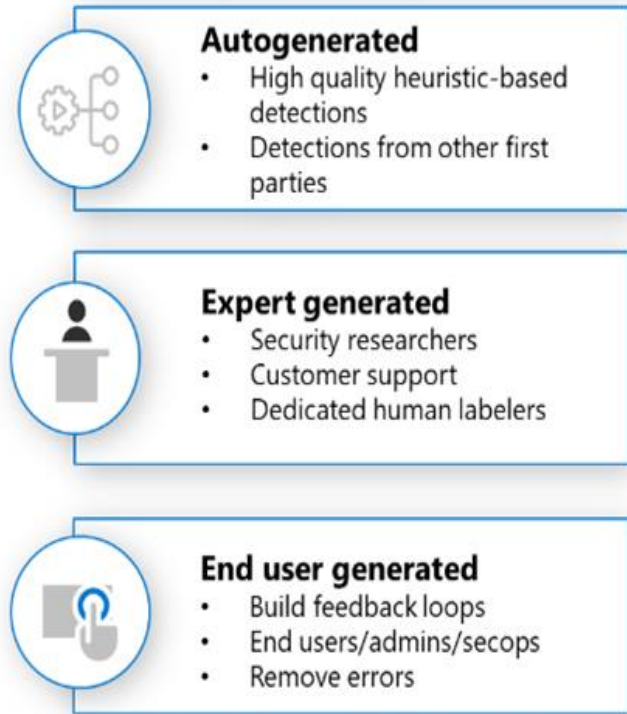 Autogenerated
• High quality heuristic-based
detections
• Detections from other first
parties
Expert generated
• Security researchers
• Customer support
• Dedicated human labelers
End user generated
• Build feedback loops
• End users/admins/secops
• Remove errors